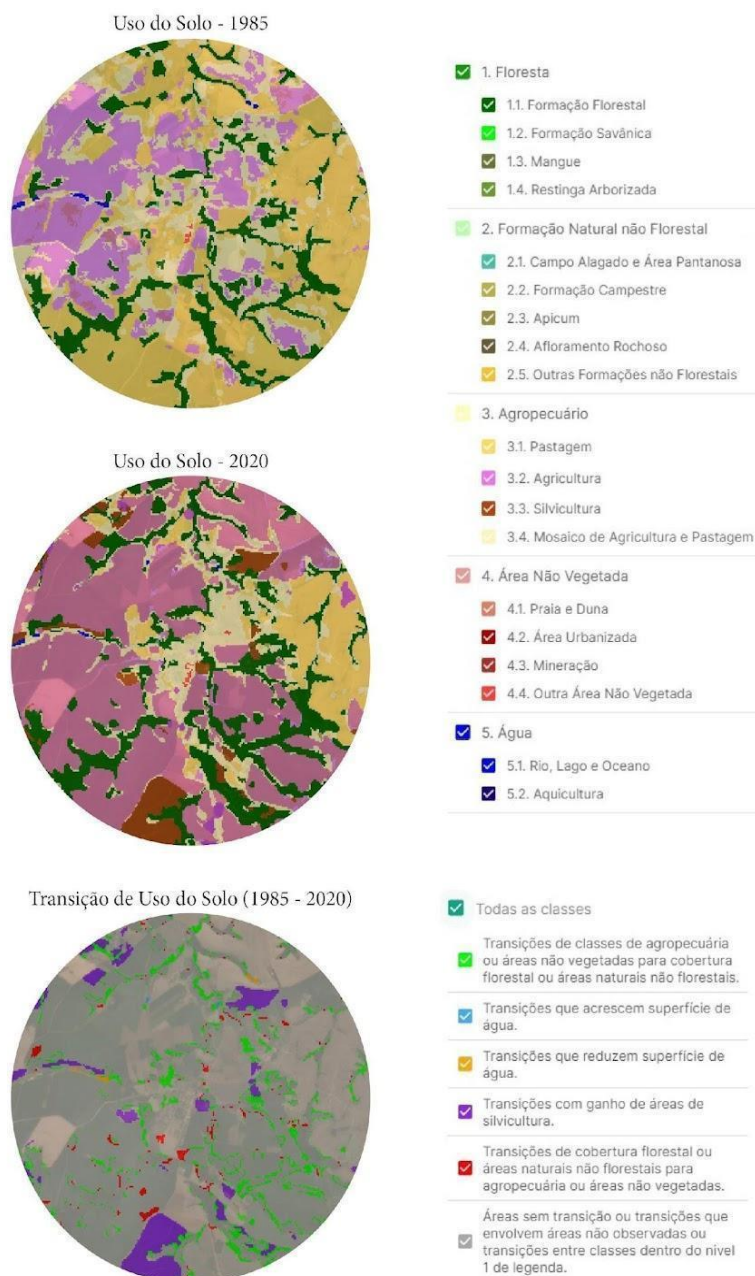 Uso do Solo - 1985
1. Floresta
1.1. Formação Florestal
1.2. Formação Savânica
1.3. Mangue
1.4. Restinga Arborizada
2. Formação Natural não Florestal
2.1. Campo Alagado e Área Pantanosa
2.2. Formação Campestre
2.3. Apicum
2.4. Afloramento Rochoso
2.5. Outras Formações não Florestais
3. Agropecuário
3.1. Pastagem
3.2. Agricultura
3.3. Silvicultura
3.4. Mosaico de Agricultura e Pastagem
4. Área Não Vegetada
4.1. Praia e Duna
4.2. Área Urbanizada
4.3. Mineração
4.4. Outra Área Não Vegetada
5. Água
5.1. Rio, Lago e Oceano
5.2. Aquicultura
Uso do Solo - 2020
Transição de Uso do Solo (1985 - 2020)
Todas as classes
Transições de classes de agropecuária
ou áreas não vegetadas para cobertura
florestal ou áreas naturais não florestais.
Transições que acrescem superfície de
água.
Transições que reduzem superfície de
água.
Transições com ganho de áreas de
silvicultura.
Transições de cobertura florestal ou
áreas naturais não florestais para
agropecuária ou áreas não vegetadas.
Áreas sem transição ou transições que
envolvem áreas não observadas ou
transições entre classes dentro do nivel
1 de legenda.